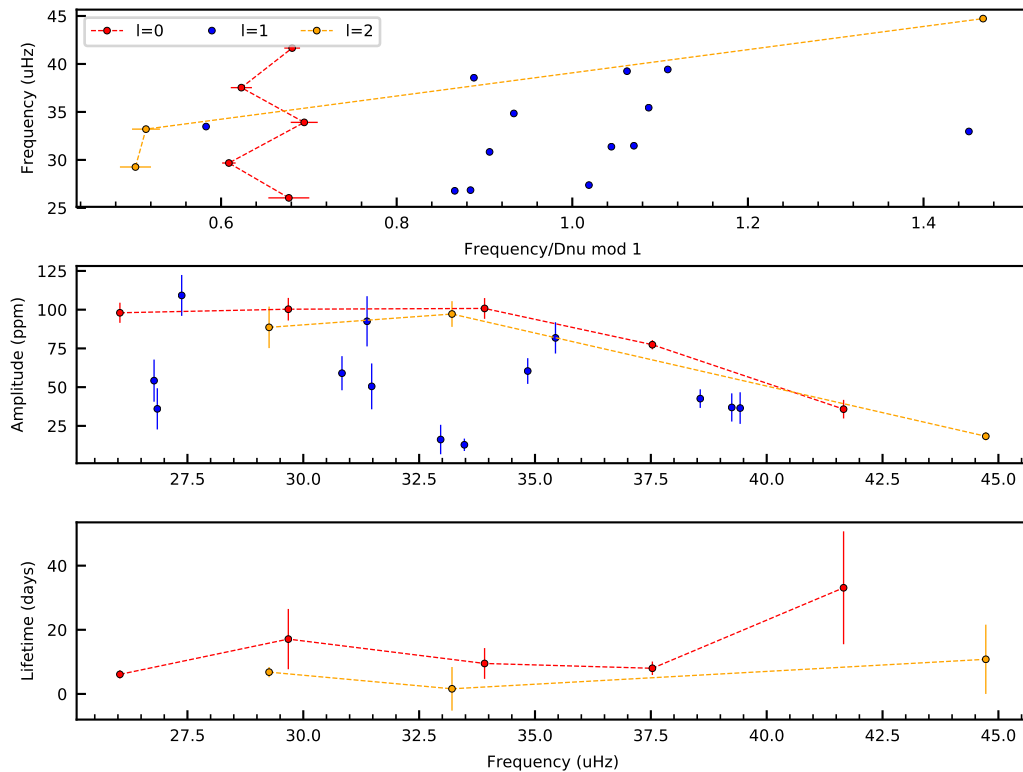 l=0 l=1 l=2
Frequency (uHz)
45
40
35
30
25
0.6 0.8 1.0 1.2 1.4
Frequency/Dnu mod 1
Amplitude (ppm)
125
100
75
50
25
27.5 30.0 32.5 35.0 37.5 40.0 42.5 45.0
Lifetime (days)
40
20
0
27.5 30.0 32.5 35.0 37.5 40.0 42.5 45.0
Frequency (uHz)